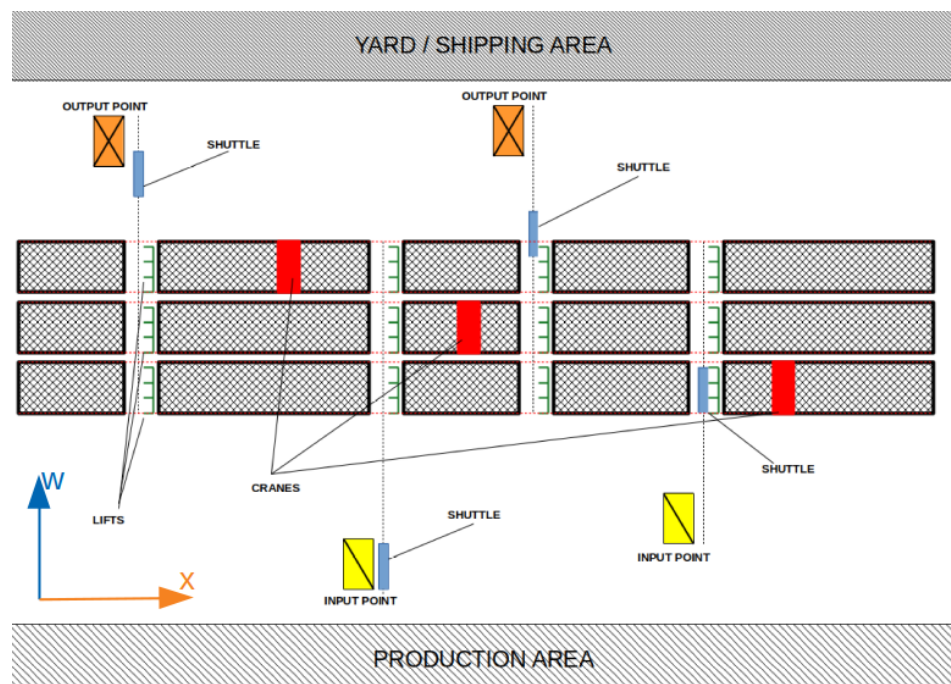 YARD / SHIPPING AREA
OUTPUT POINT
OUTPUT POINT
SHUTTLE
SHUTTLE
W
X
LIFTS
CRANES
SHUTTLE
SHUTTLE
INPUT POINT
INPUT POINT
PRODUCTION AREA